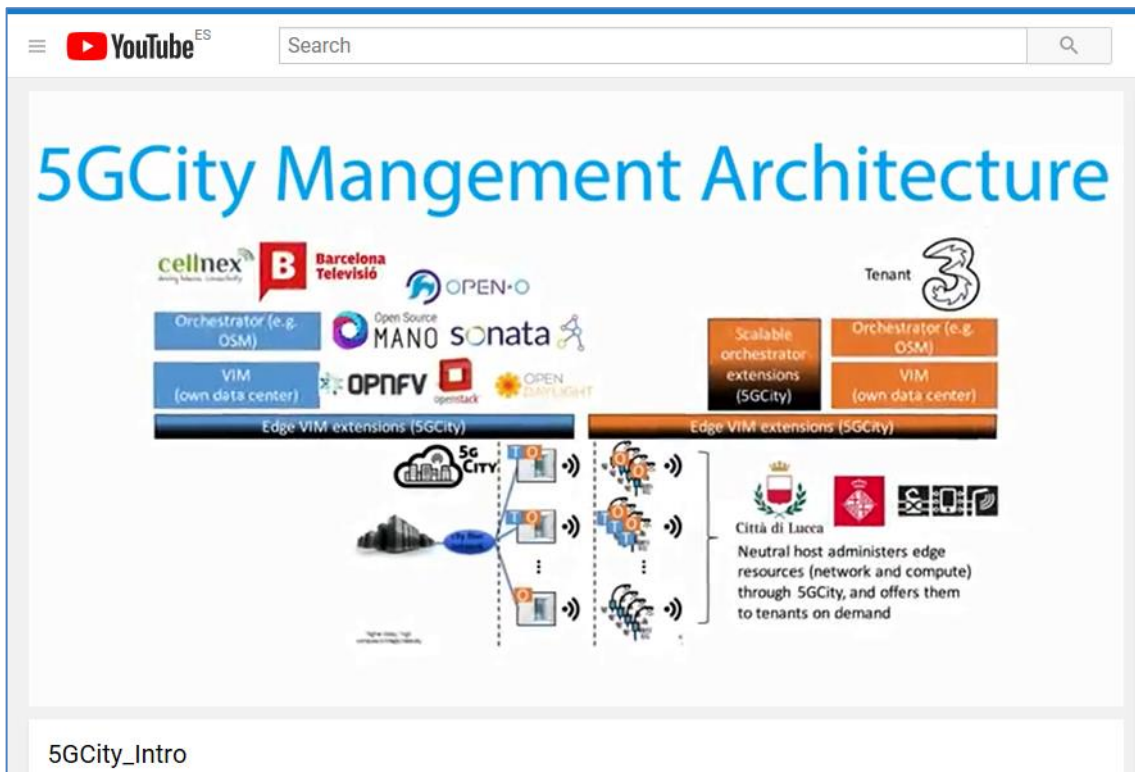 YouTube ES
Search
5GCity Mangement Architecture
cellnex
B
Barcelona
Televisió
OPEN-O
Tenant
3
Orchestrator (e.g.
OSM)
Open Source
MANO
sonata
Scalable
orchestrator
extensions
(5GCity)
Orchestrator (e.g.
OSM)
VIM
(own data center)
OPNFV
openstack
OPEN
DAYLIGHT
VIM
(own data center)
Edge VIM extensions (5GCity)
Edge VIM extensions (5GCity)
5G
CITY
T O
O
O
T O
T O
T O
T
O
Città di Lucca
Neutral host administers edge
resources (network and compute)
through 5GCity, and offers them
to tenants on demand
5GCity_Intro